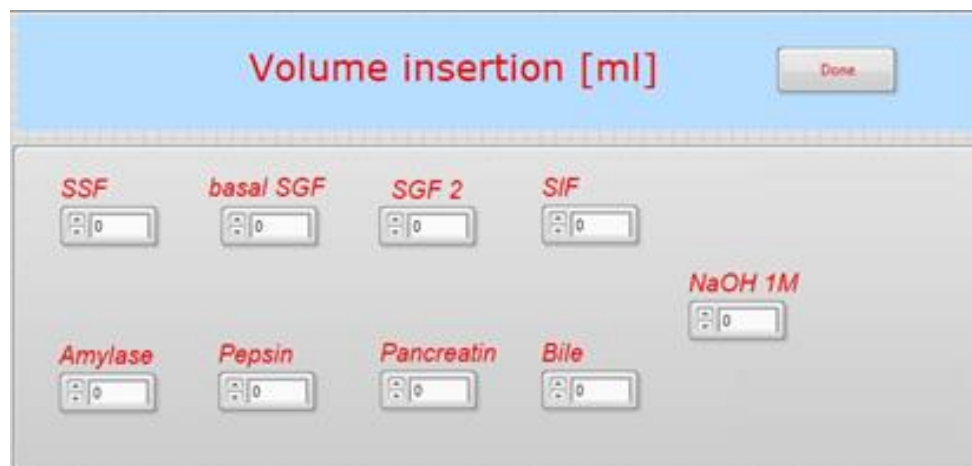 Volume insertion [ml]
Done
SSF basal SGF SGF 2 SIF
0 0 0 0
NaOH 1M
0
Amylase Pepsin Pancreatin Bile
0 0 0 0